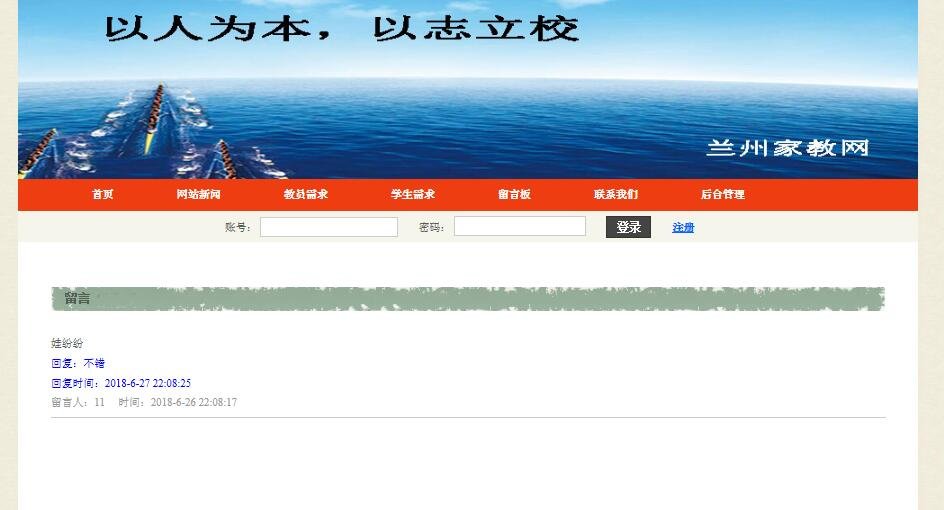 以人为本，以志立校
兰州家教网
首页 网站新闻 教员需求 学生需求 留言板 联系我们 后台管理
账号： 密码： 登录 注册
留言
娃纷纷
回复：不错
回复时间：2018-6-27 22:08:25
留言人：11 时间：2018-6-26 22:08:17